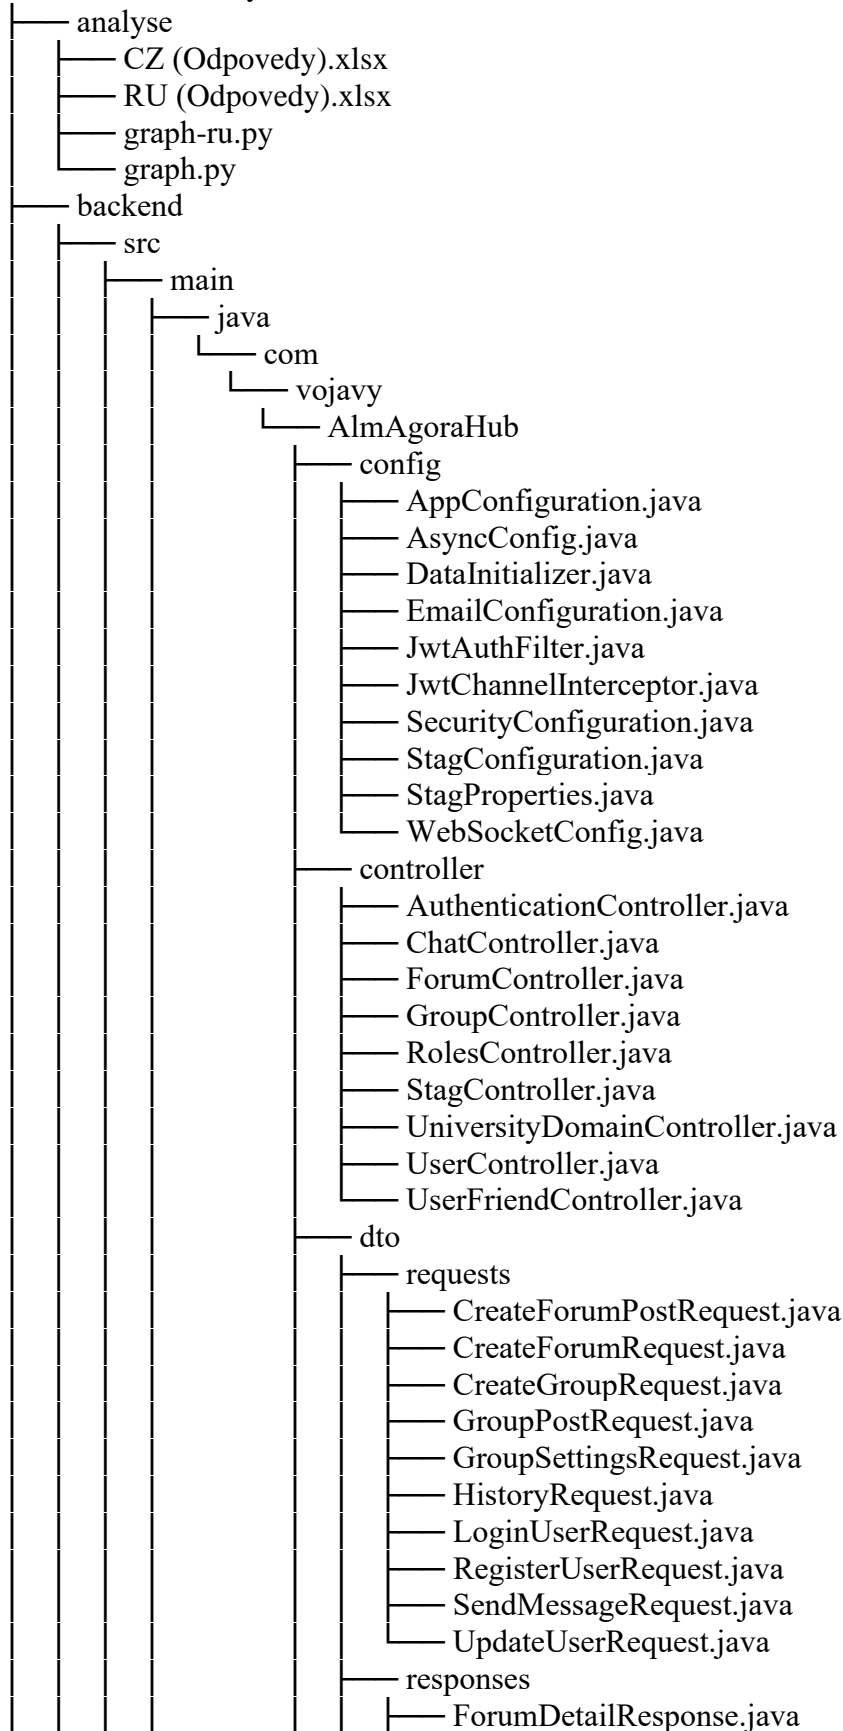 analyse
CZ (Odpovedy).xlsx
RU (Odpovedy).xlsx
graph-ru.py
graph.py
backend
src
main
java
com
vojavy
AlmAgoraHub
config
AppConfiguration.java
AsyncConfig.java
DataInitializer.java
EmailConfiguration.java
JwtAuthFilter.java
JwtChannelInterceptor.java
SecurityConfiguration.java
StagConfiguration.java
StagProperties.java
WebSocketConfig.java
controller
AuthenticationController.java
ChatController.java
ForumController.java
GroupController.java
RolesController.java
StagController.java
UniversityDomainController.java
UserController.java
UserFriendController.java
dto
requests
CreateForumPostRequest.java
CreateForumRequest.java
CreateGroupRequest.java
GroupPostRequest.java
GroupSettingsRequest.java
HistoryRequest.java
LoginUserRequest.java
RegisterUserRequest.java
SendMessageRequest.java
UpdateUserRequest.java
responses
ForumDetailResponse.java